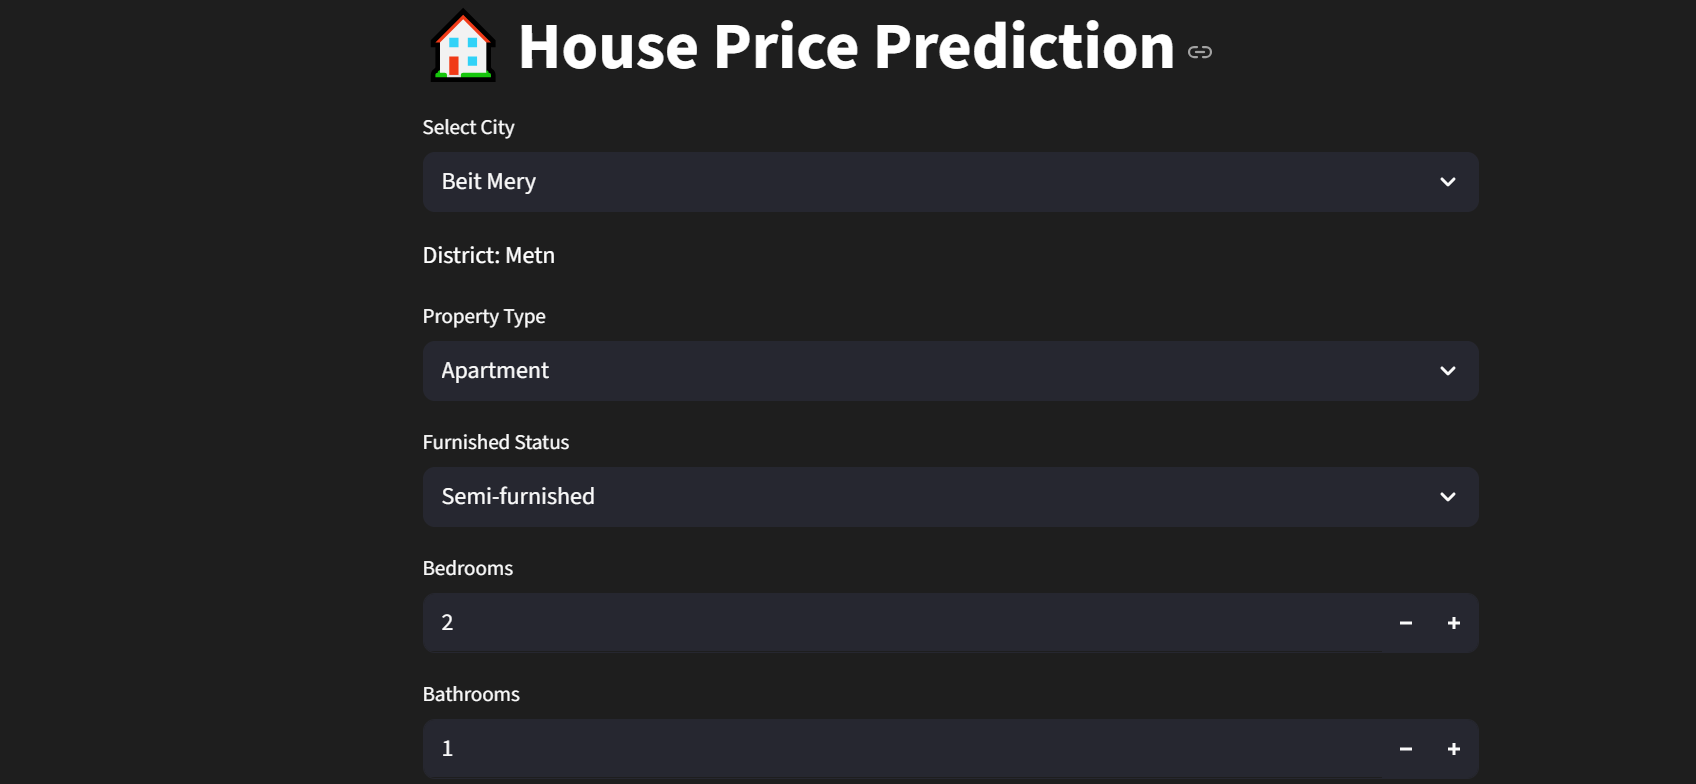 House Price Prediction
Select City
Beit Mery
District: Metn
Property Type
Apartment
Furnished Status
Semi-furnished
Bedrooms
2
Bathrooms
1